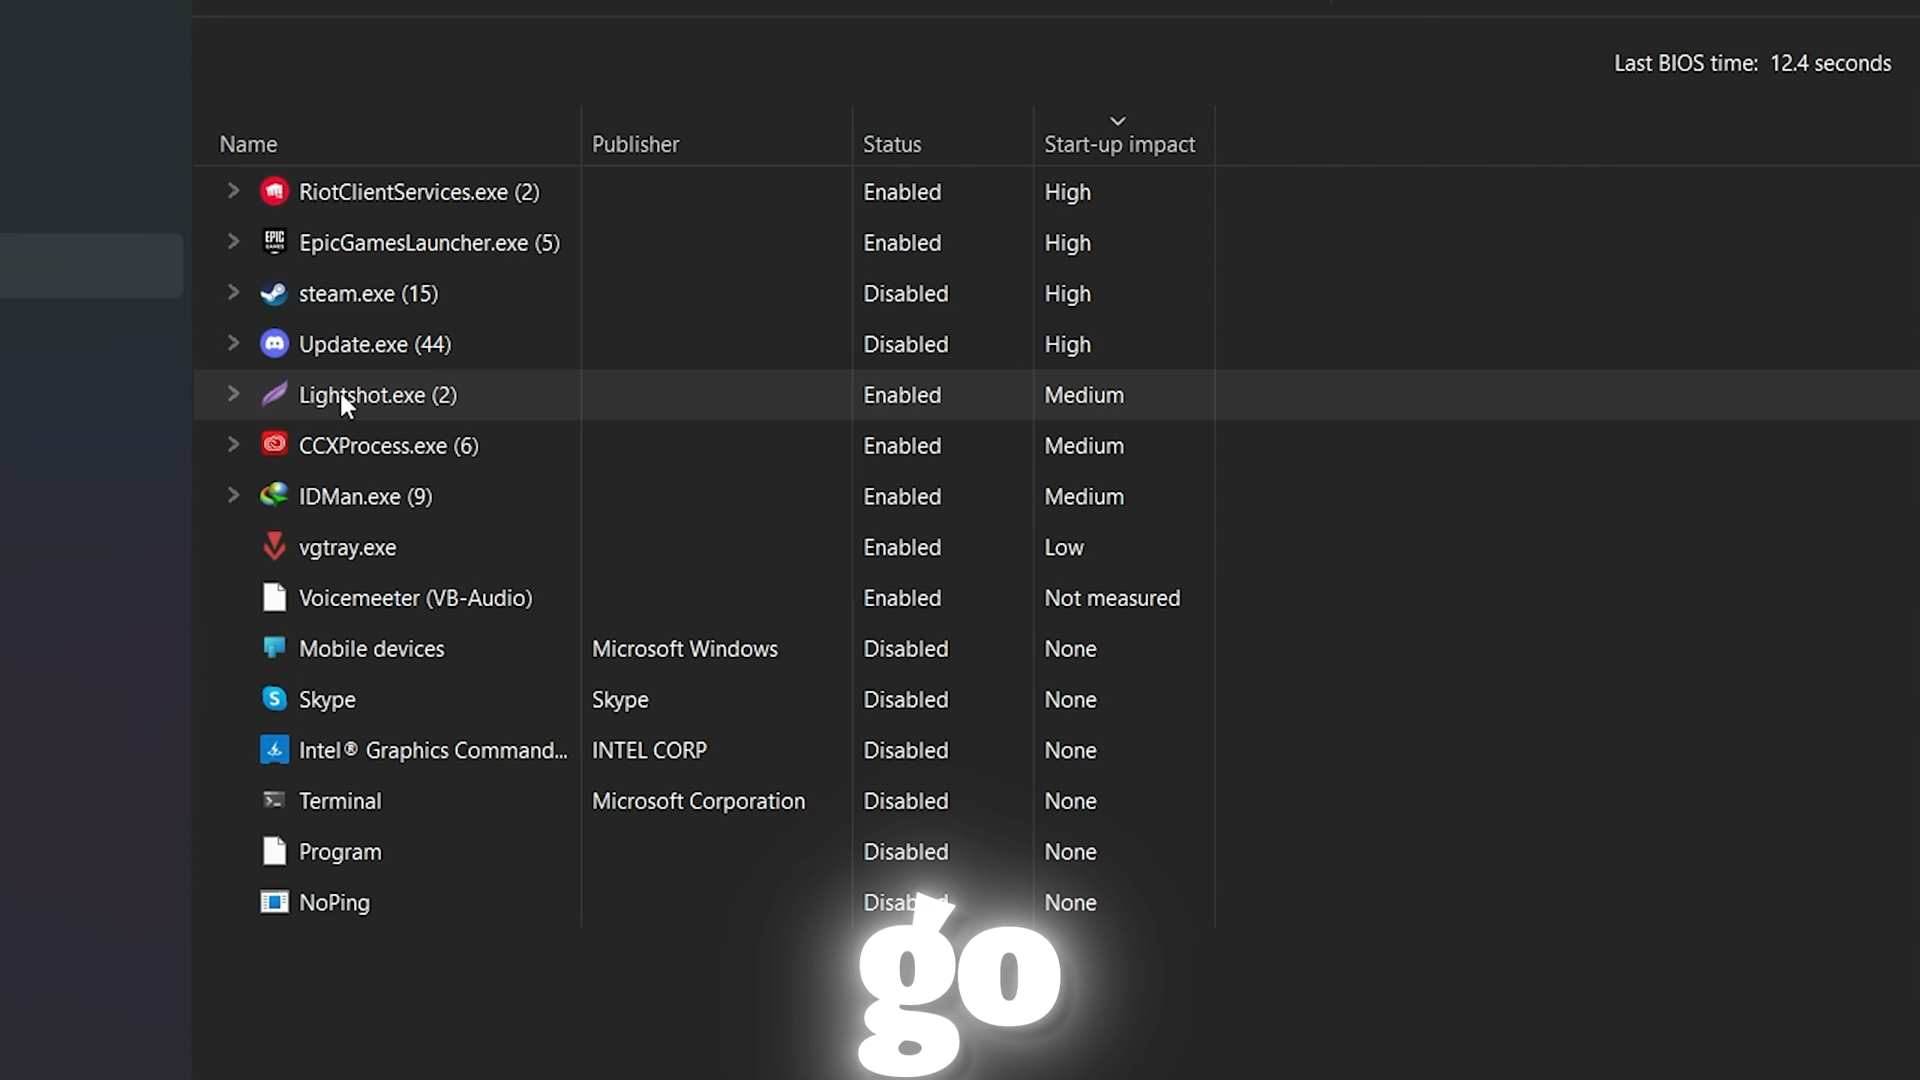 Last BIOS time: 12.4 seconds
Name Publisher Status Start-up impact
RiotClientServices.exe (2) Enabled High
EPIC GAMES EpicGamesLauncher.exe (5) Enabled High
steam.exe (15) Disabled High
Update.exe (44) Disabled High
Lightshot.exe (2) Enabled Medium
CCXProcess.exe (6) Enabled Medium
IDMan.exe (9) Enabled Medium
vgtray.exe Enabled Low
Voicemeeter (VB-Audio) Enabled Not measured
Mobile devices Microsoft Windows Disabled None
S Skype Skype Disabled None
Intel® Graphics Command... INTEL CORP Disabled None
Terminal Microsoft Corporation Disabled None
Program Disabled None
NoPing Disabled None
go